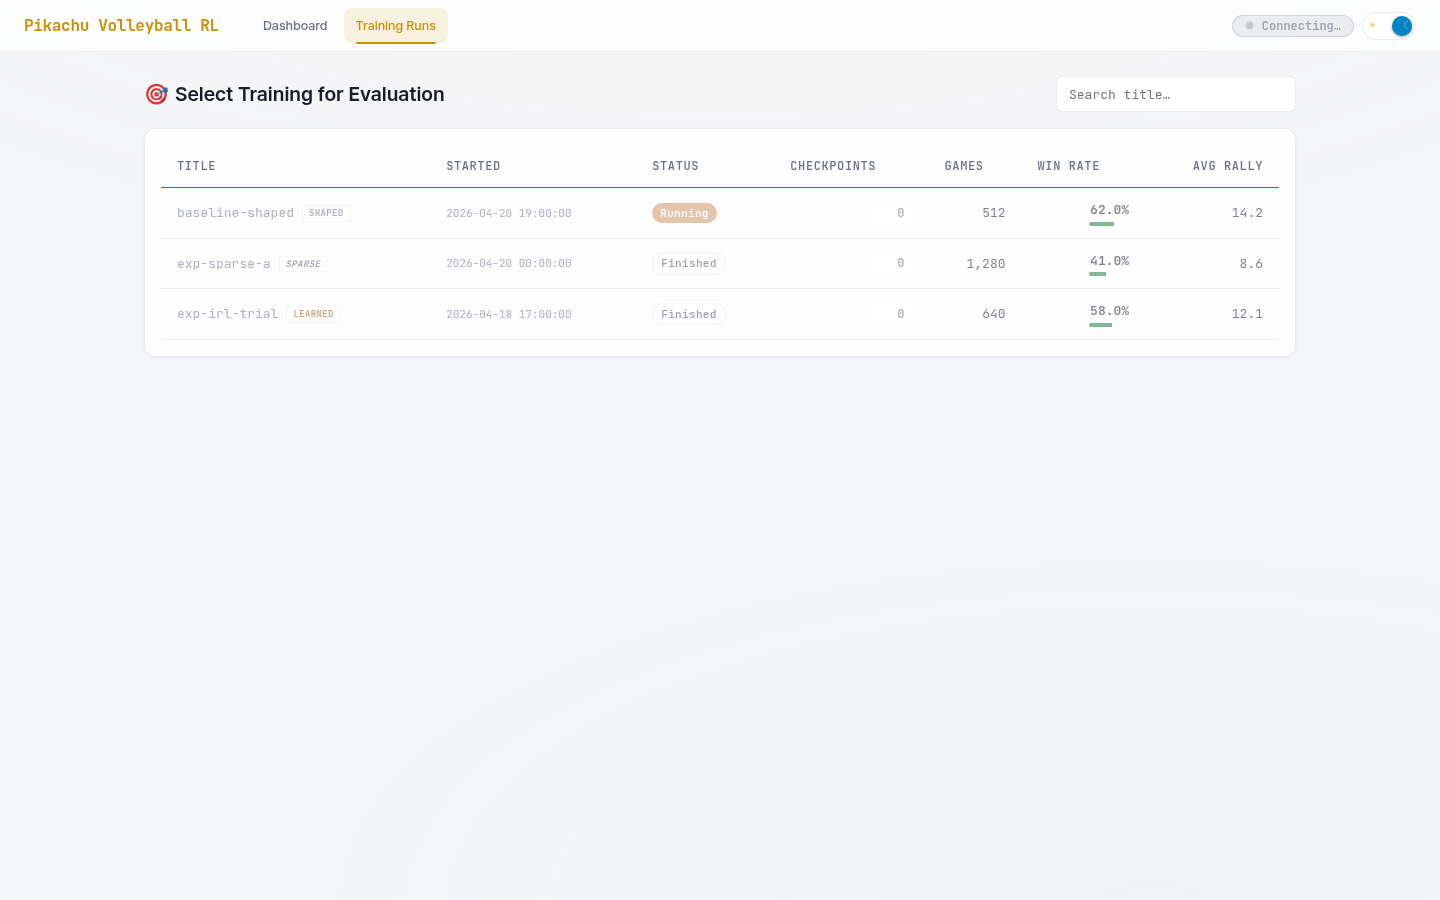 Pikachu Volleyball RL Dashboard Training Runs Connecting…
Select Training for Evaluation Search title…
TITLE STARTED STATUS CHECKPOINTS GAMES WIN RATE AVG RALLY
baseline-shaped SHAPED 2026-04-20 19:00:00 Running 0 512 62.0% 14.2
exp-sparse-a SPARSE 2026-04-20 00:00:00 Finished 0 1,280 41.0% 8.6
exp-irl-trial LEARNED 2026-04-18 17:00:00 Finished 0 640 58.0% 12.1